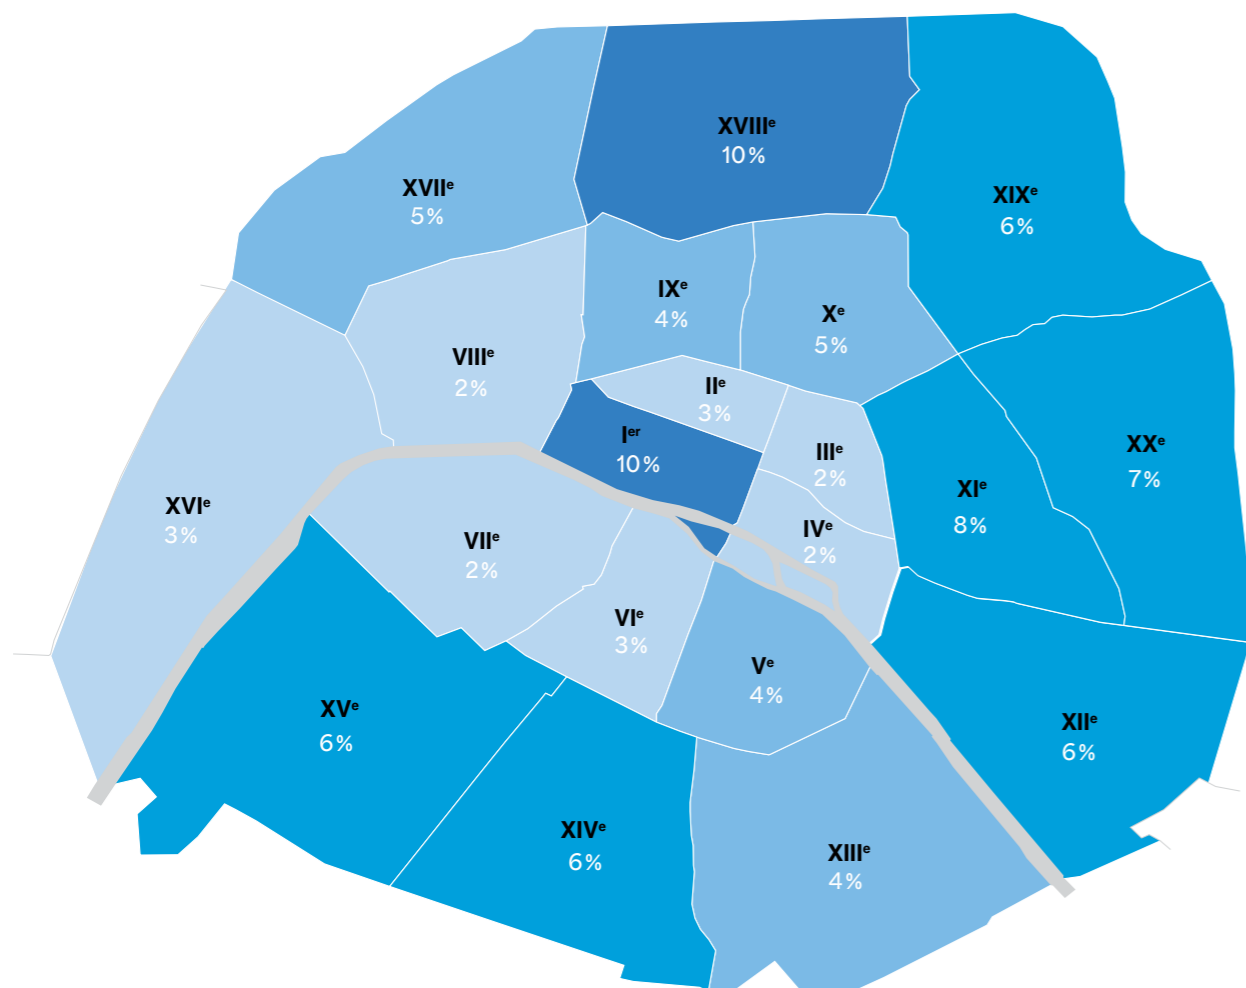 XVIIIᵉ
10 %
XVIIᵉ
5 %
XIXᵉ
6 %
IXᵉ
4 %
Xᵉ
5 %
VIIIᵉ
2 %
IIᵉ
3 %
Iᵉʳ
10 %
IIIᵉ
2 %
XXᵉ
7 %
XIᵉ
8 %
XVIᵉ
3 %
VIIᵉ
2 %
IVᵉ
2 %
VIᵉ
3 %
Vᵉ
4 %
XVᵉ
6 %
XIIᵉ
6 %
XIVᵉ
6 %
XIIIᵉ
4 %